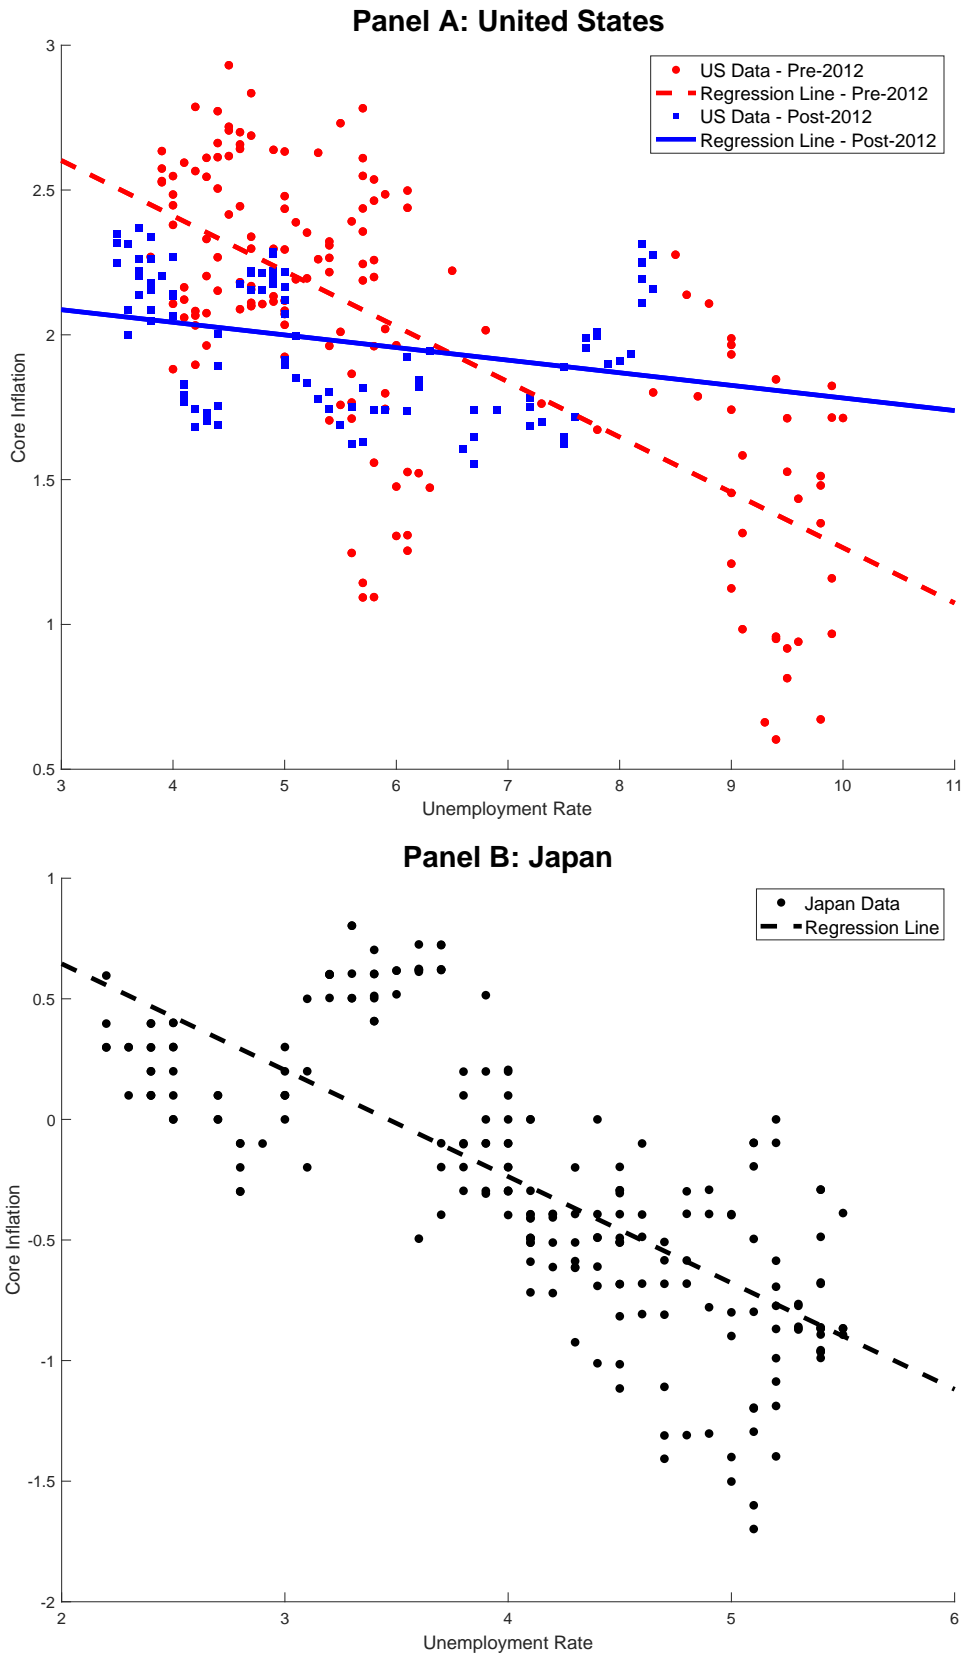 Panel A: United States
3
2.5
2
1.5
1
0.5
Core Inflation
US Data - Pre-2012
Regression Line - Pre-2012
US Data - Post-2012
Regression Line - Post-2012
3 4 5 6 7 8 9 10 11
Unemployment Rate
Panel B: Japan
1
0.5
0
-0.5
-1
-1.5
-2
Core Inflation
Japan Data
Regression Line
2 3 4 5 6
Unemployment Rate